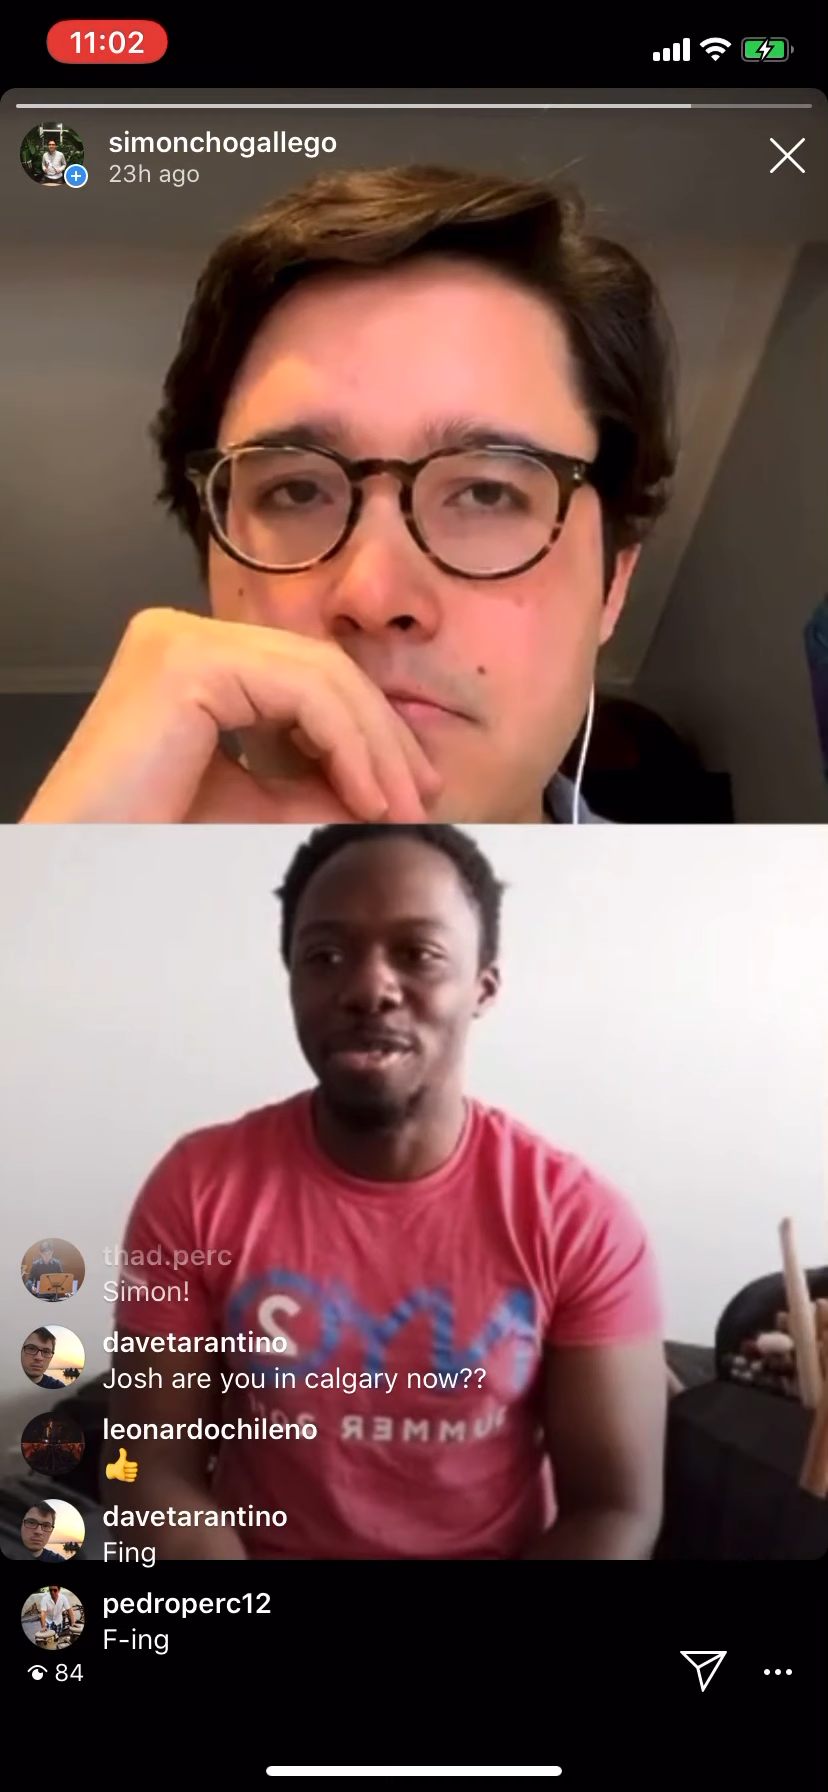 11:02
simonchogallego
23h ago
thad.perc
Simon!
davetarantino
Josh are you in calgary now??
leonardochileno
👍
davetarantino
Fing
pedroperc12
F-ing
84